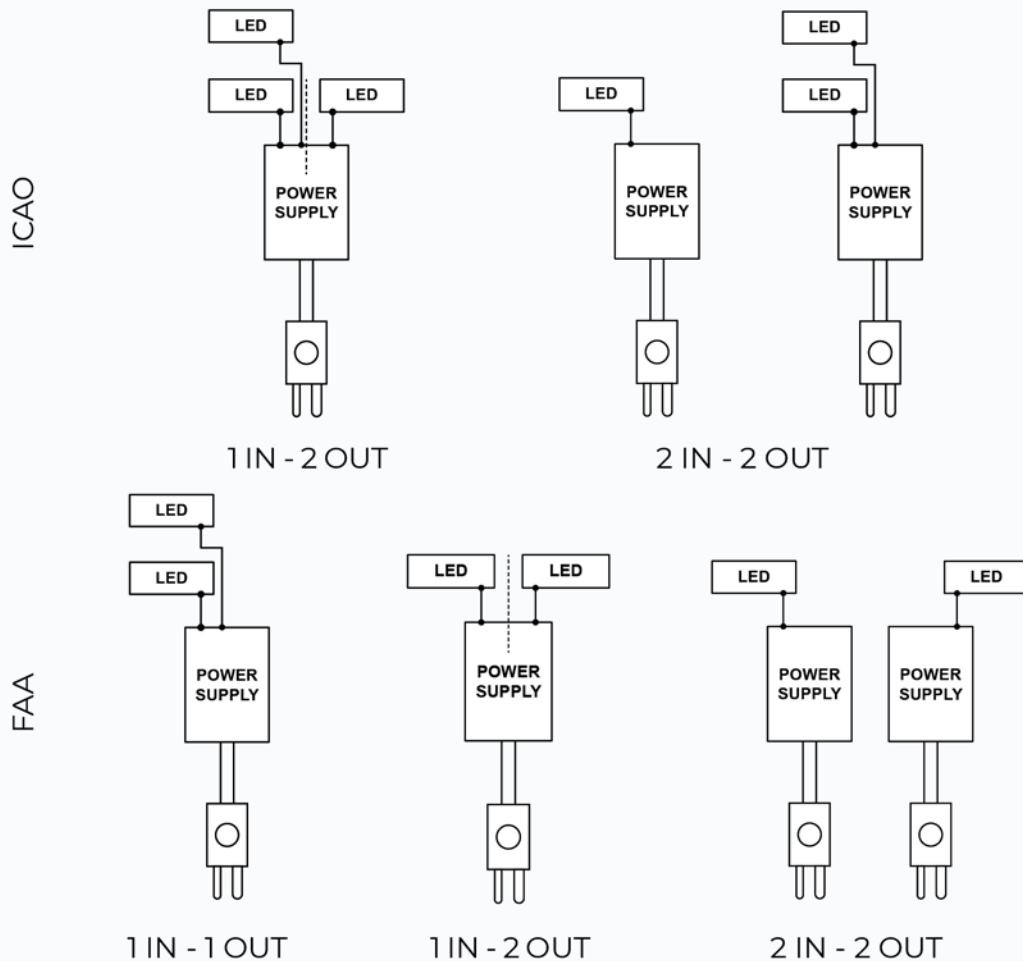 LED
LED
LED
LED
LED
LED
POWER
SUPPLY
POWER
SUPPLY
POWER
SUPPLY
ICAO
1 IN - 2 OUT
2 IN - 2 OUT
LED
LED
LED
LED
LED
LED
POWER
SUPPLY
POWER
SUPPLY
POWER
SUPPLY
POWER
SUPPLY
FAA
1 IN - 1 OUT
1 IN - 2 OUT
2 IN - 2 OUT